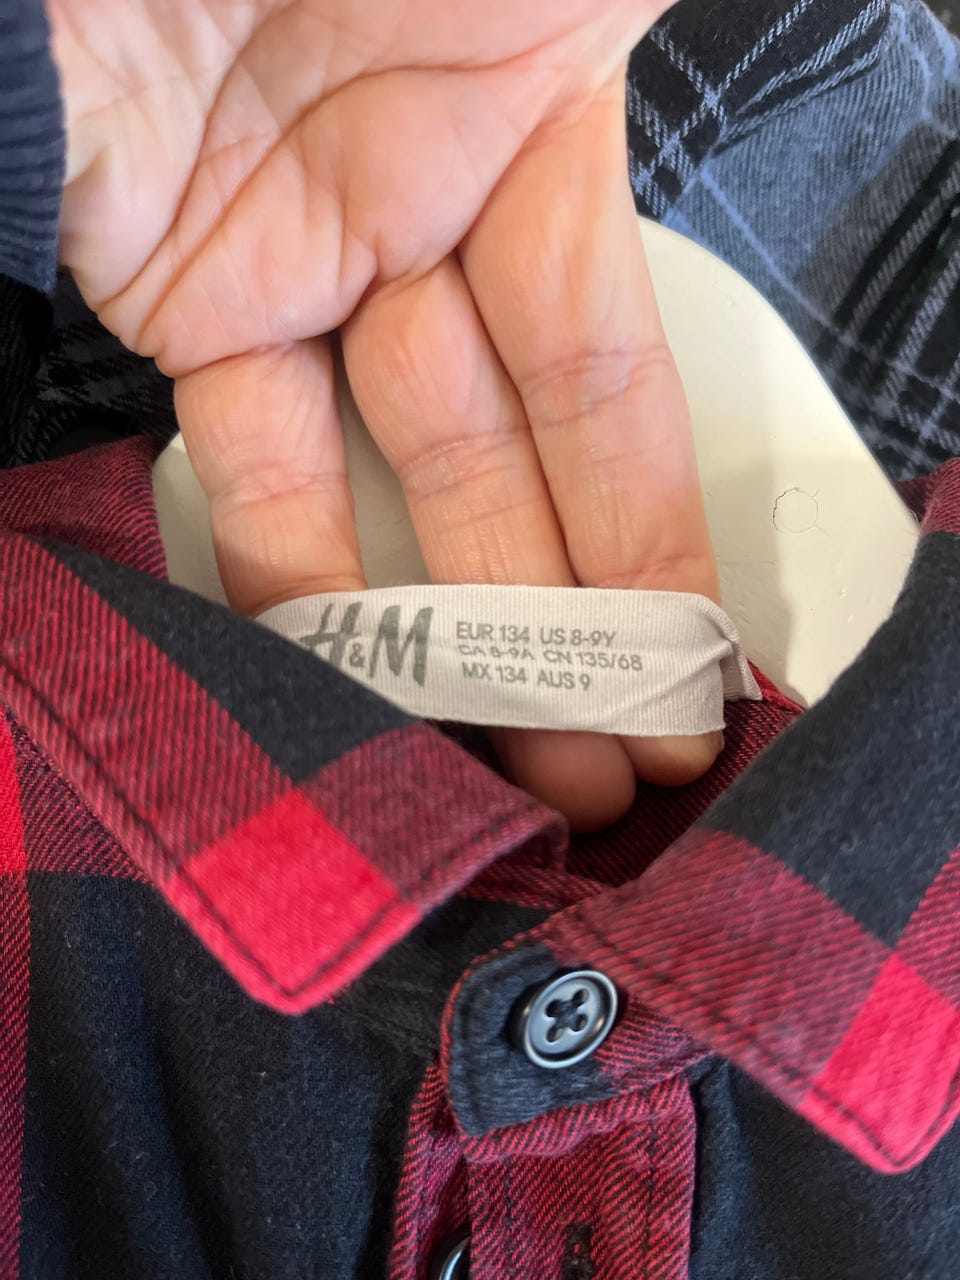 H&M
EUR 134 US 8-9Y
CA 8-9A CN 135/68
MX 134 AUS 9